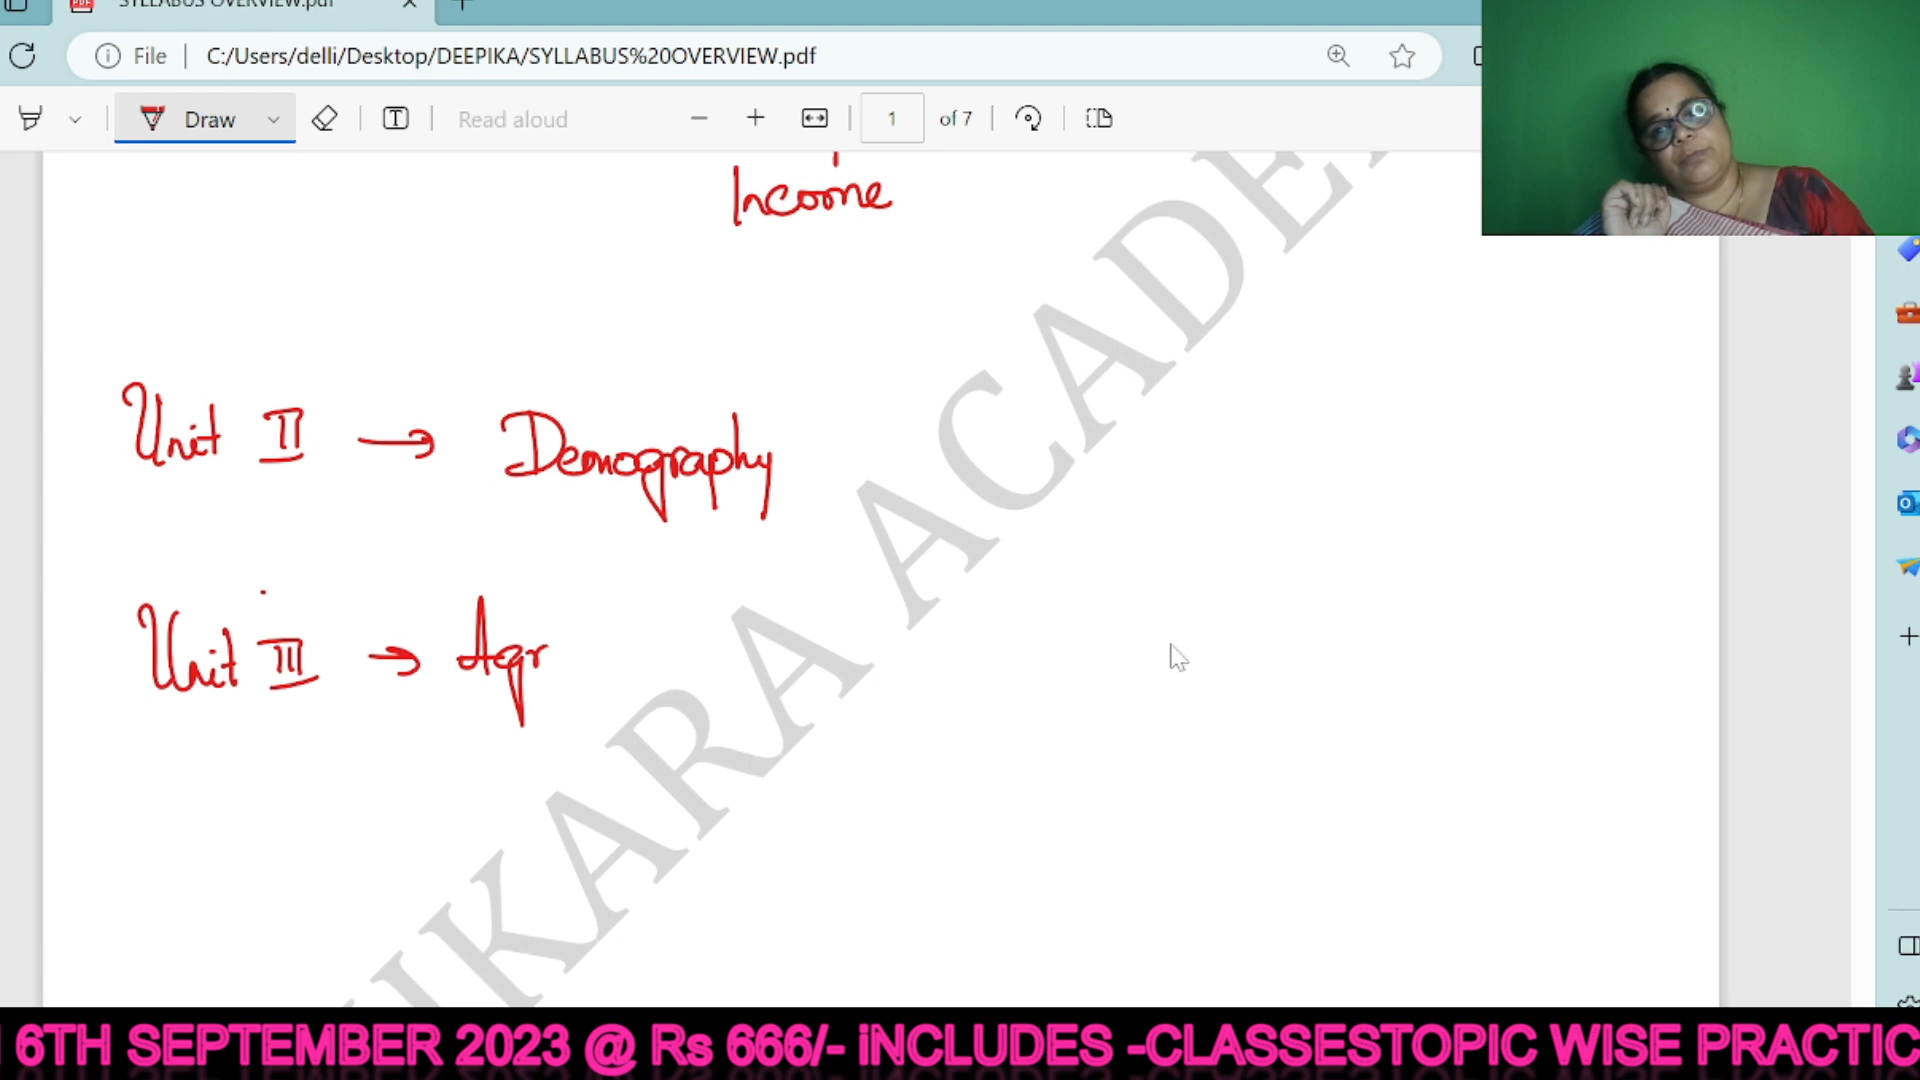 SYLLABUS OVERVIEW.pdf
File C:/Users/delli/Desktop/DEEPIKA/SYLLABUS%20OVERVIEW.pdf
Draw Read aloud 1 of 7
Income
Unit II → Demography
Unit III → Agr
IKARA ACADE
6TH SEPTEMBER 2023 @ Rs 666/- iNCLUDES -CLASSESTOPIC WISE PRACTIC